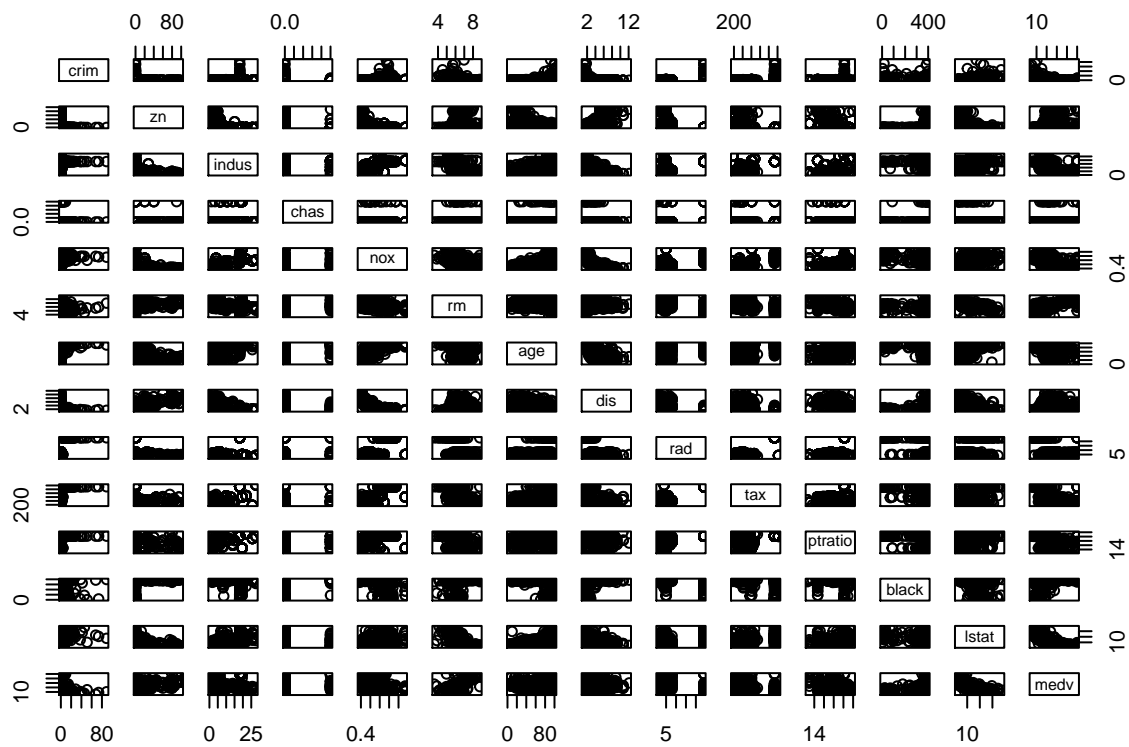 0 80 0.0 4 8 2 12 200 0 400 10
crim 0
0 zn
indus 0
0.0 chas
nox 0.4
4 rm
age 0
2 dis
rad 5
200 tax
ptratio 14
0 black
lstat 10
10 medv
0 80 0 25 0.4 0 80 5 14 10